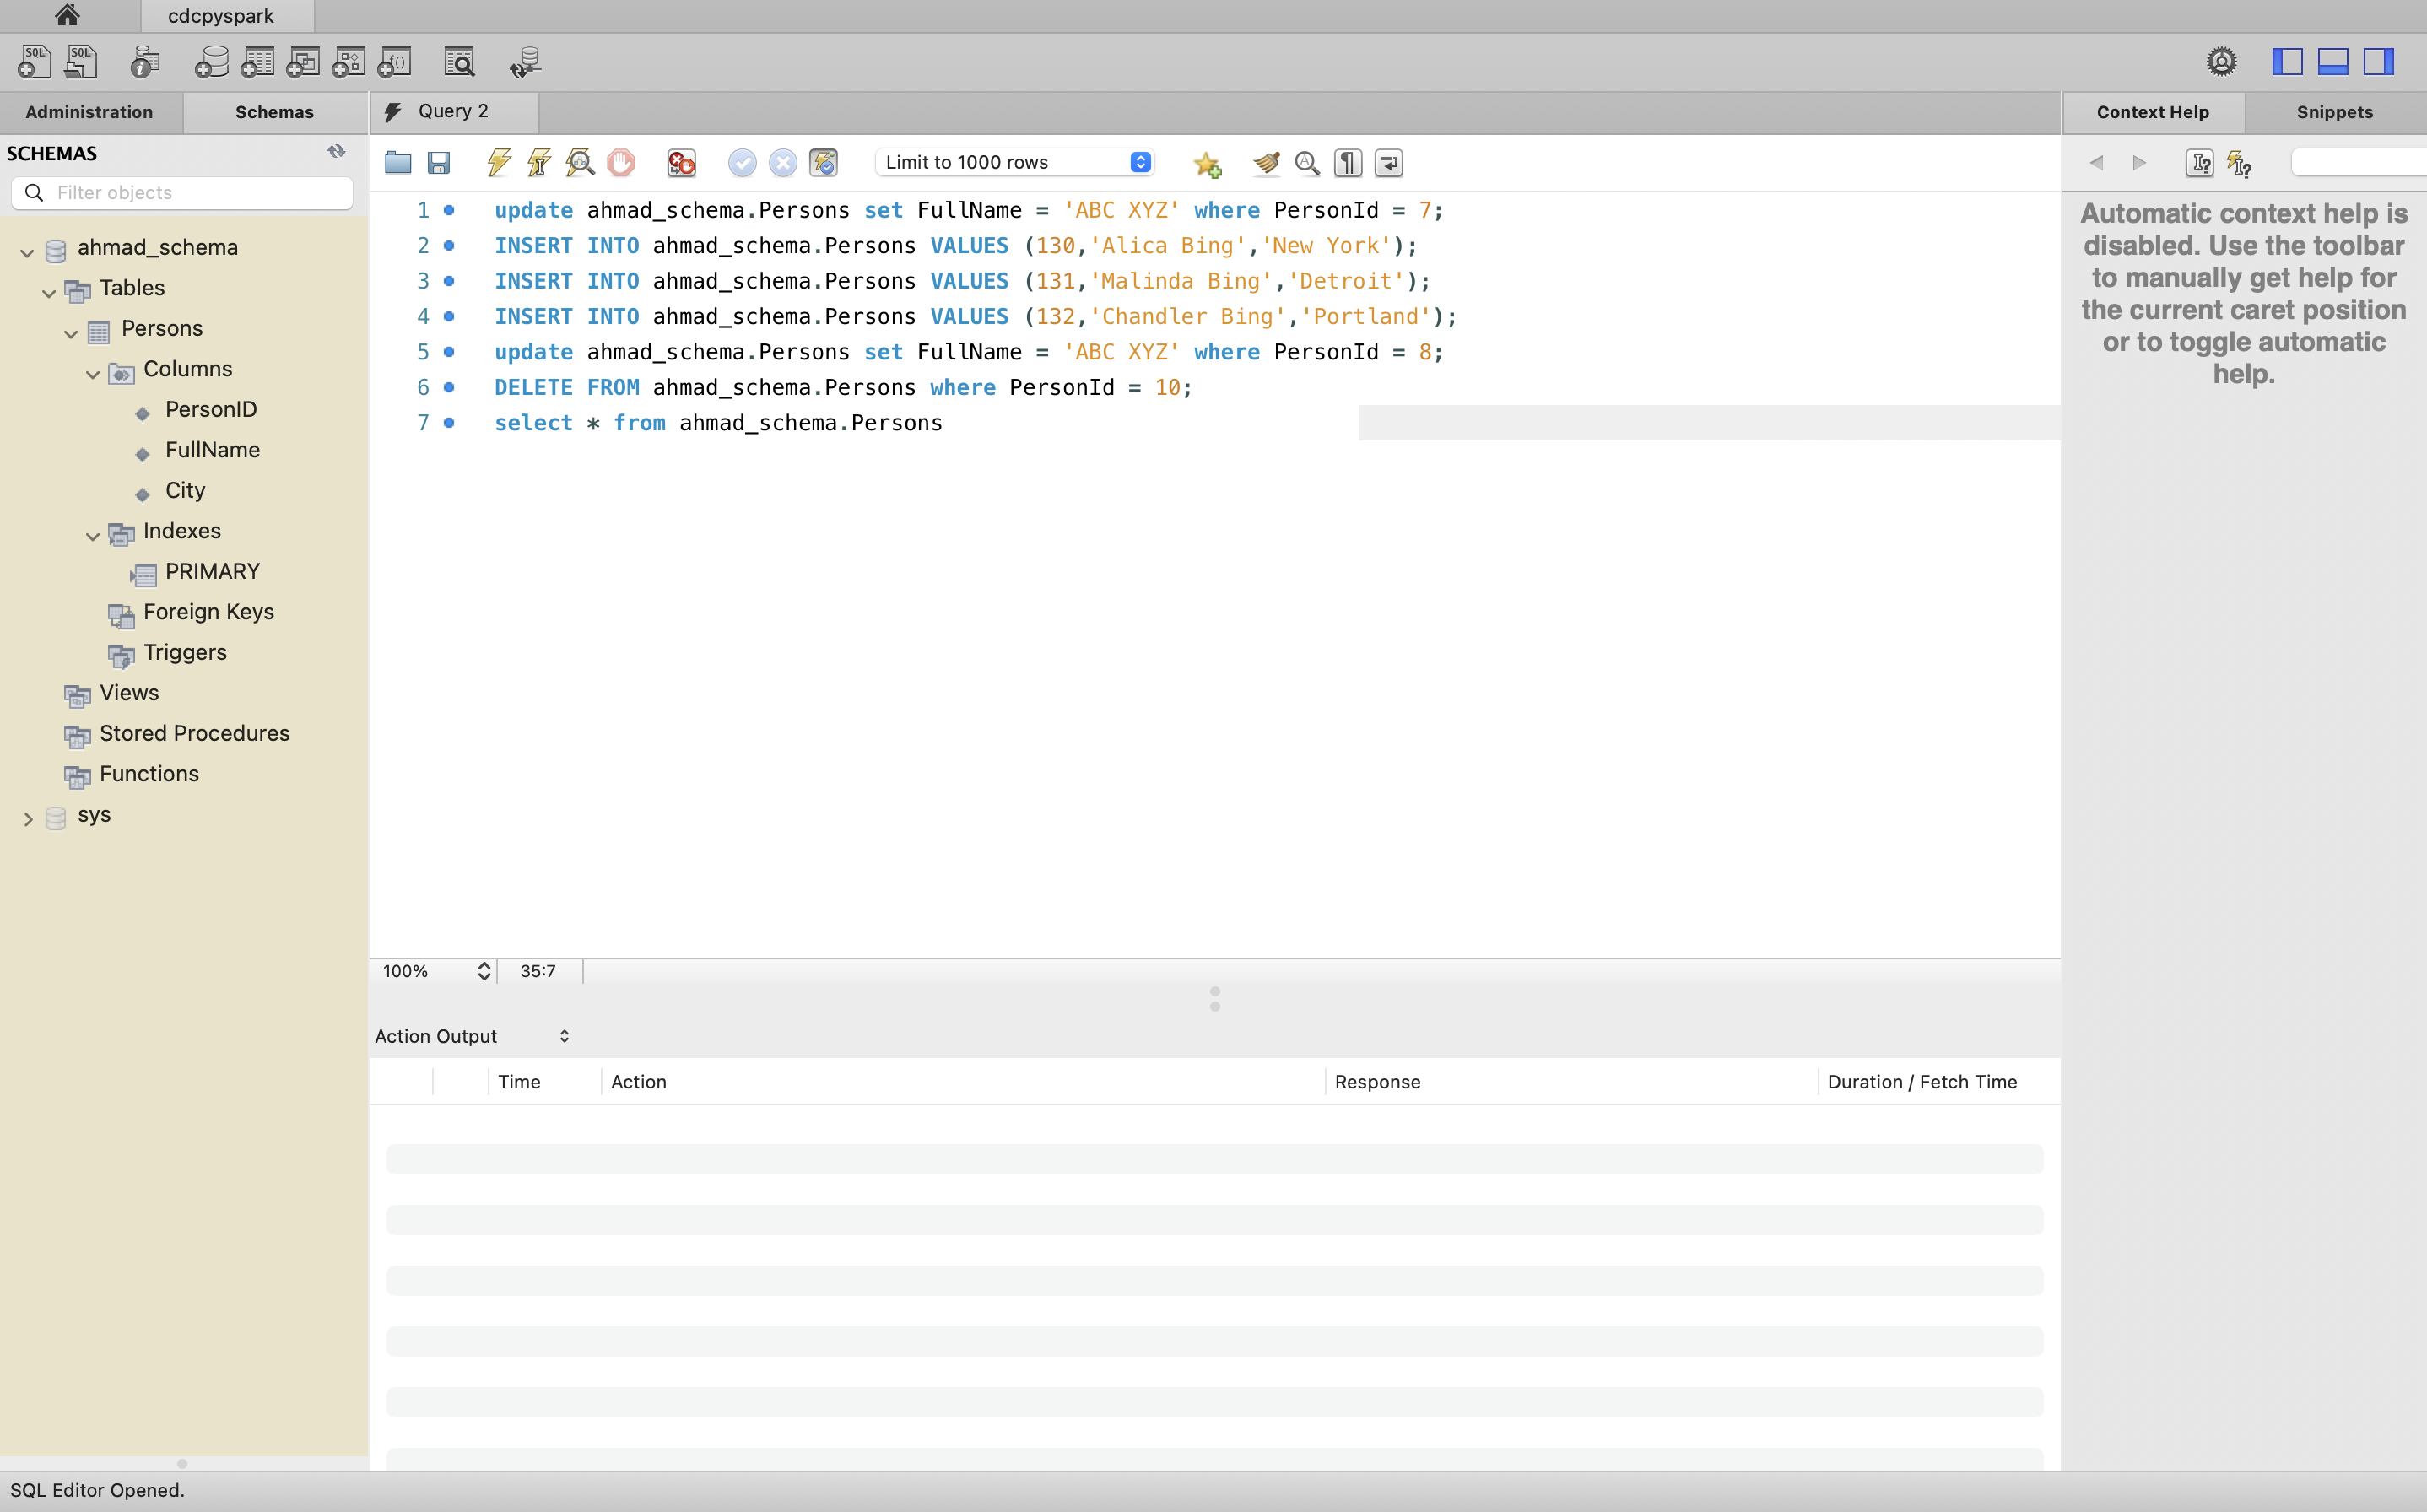 cdcpyspark
Administration
Schemas
Query 2
Context Help
Snippets
SCHEMAS
Filter objects
Limit to 1000 rows
ahmad_schema
Tables
Persons
Columns
PersonID
FullName
City
Indexes
PRIMARY
Foreign Keys
Triggers
Views
Stored Procedures
Functions
sys
1 update ahmad_schema.Persons set FullName = 'ABC XYZ' where PersonId = 7;
2 INSERT INTO ahmad_schema.Persons VALUES (130,'Alica Bing','New York');
3 INSERT INTO ahmad_schema.Persons VALUES (131,'Malinda Bing','Detroit');
4 INSERT INTO ahmad_schema.Persons VALUES (132,'Chandler Bing','Portland');
5 update ahmad_schema.Persons set FullName = 'ABC XYZ' where PersonId = 8;
6 DELETE FROM ahmad_schema.Persons where PersonId = 10;
7 select * from ahmad_schema.Persons
Automatic context help is
disabled. Use the toolbar
to manually get help for
the current caret position
or to toggle automatic
help.
100%
35:7
Action Output
Time
Action
Response
Duration / Fetch Time
SQL Editor Opened.